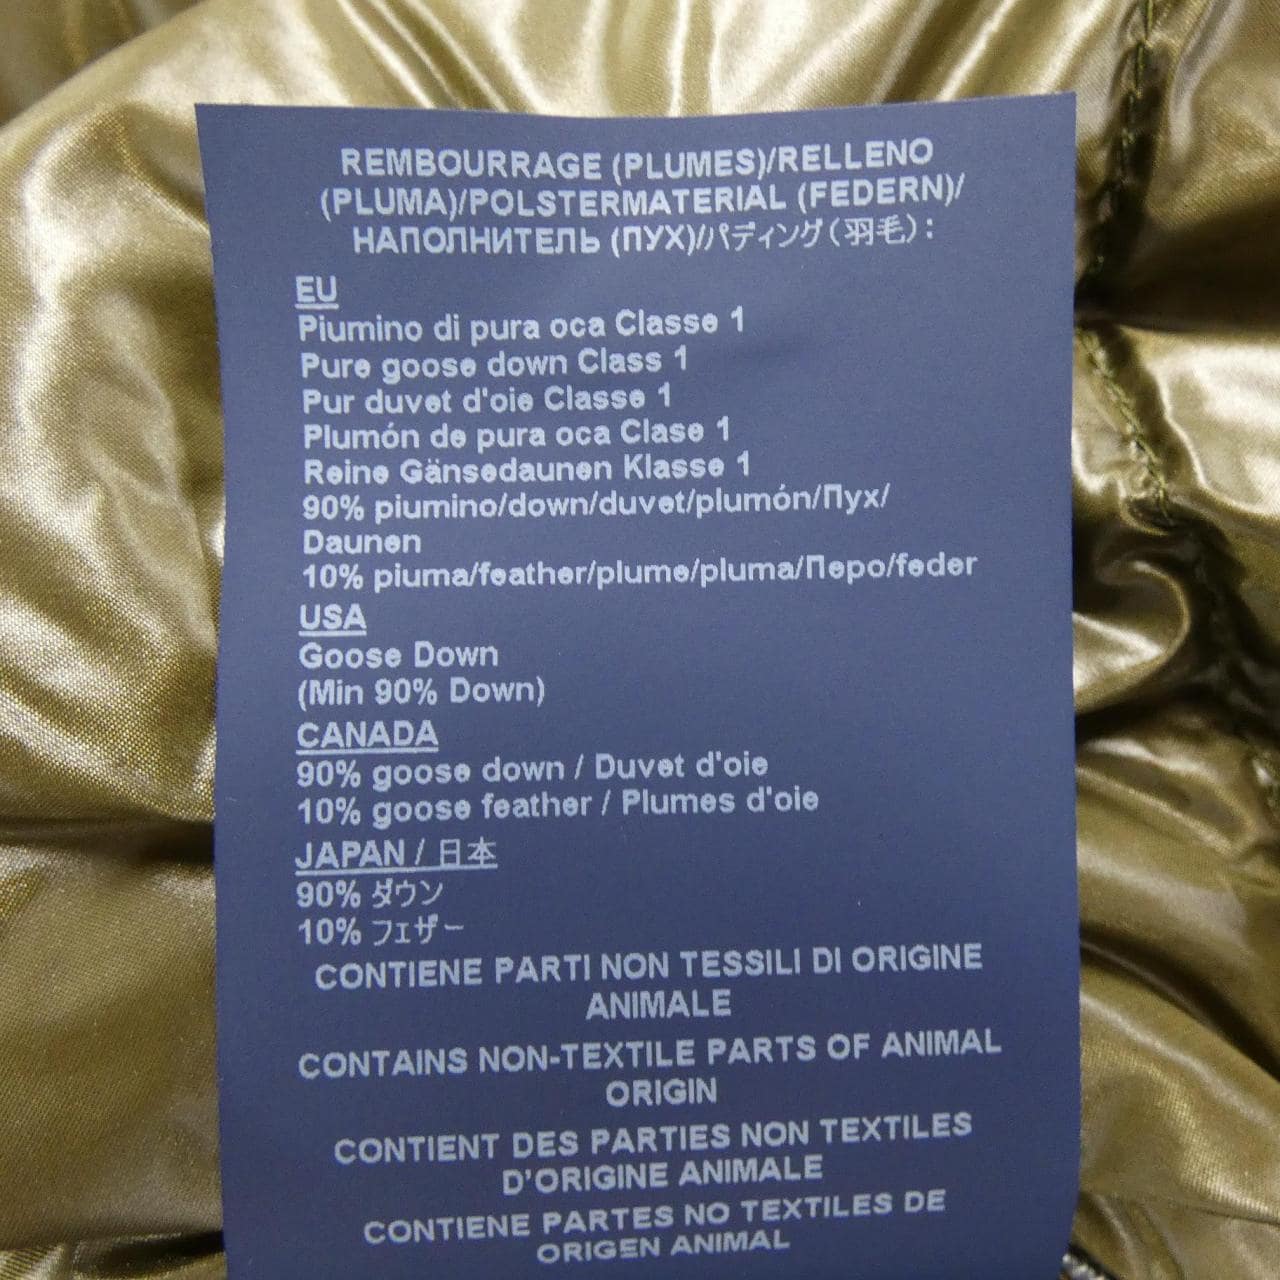 REMBOURRAGE (PLUMES)/RELLENO
(PLUMA)/POLSTERMATERIAL (FEDERN)/
НАПОЛНИТЕЛЬ (ПУХ)/パディング(羽毛):
EU
Piumino di pura oca Classe 1
Pure goose down Class 1
Pur duvet d'oie Classe 1
Plumón de pura oca Clase 1
Reine Gänsedaunen Klasse 1
90% piumino/down/duvet/plumón/Пух/
Daunen
10% piuma/feather/plume/pluma/Перо/feder
USA
Goose Down
(Min 90% Down)
CANADA
90% goose down / Duvet d'oie
10% goose feather / Plumes d'oie
JAPAN / 日本
90% ダウン
10% フェザー
CONTIENE PARTI NON TESSILI DI ORIGINE
ANIMALE
CONTAINS NON-TEXTILE PARTS OF ANIMAL
ORIGIN
CONTIENT DES PARTIES NON TEXTILES
D'ORIGINE ANIMALE
CONTIENE PARTES NO TEXTILES DE
ORIGEN ANIMAL